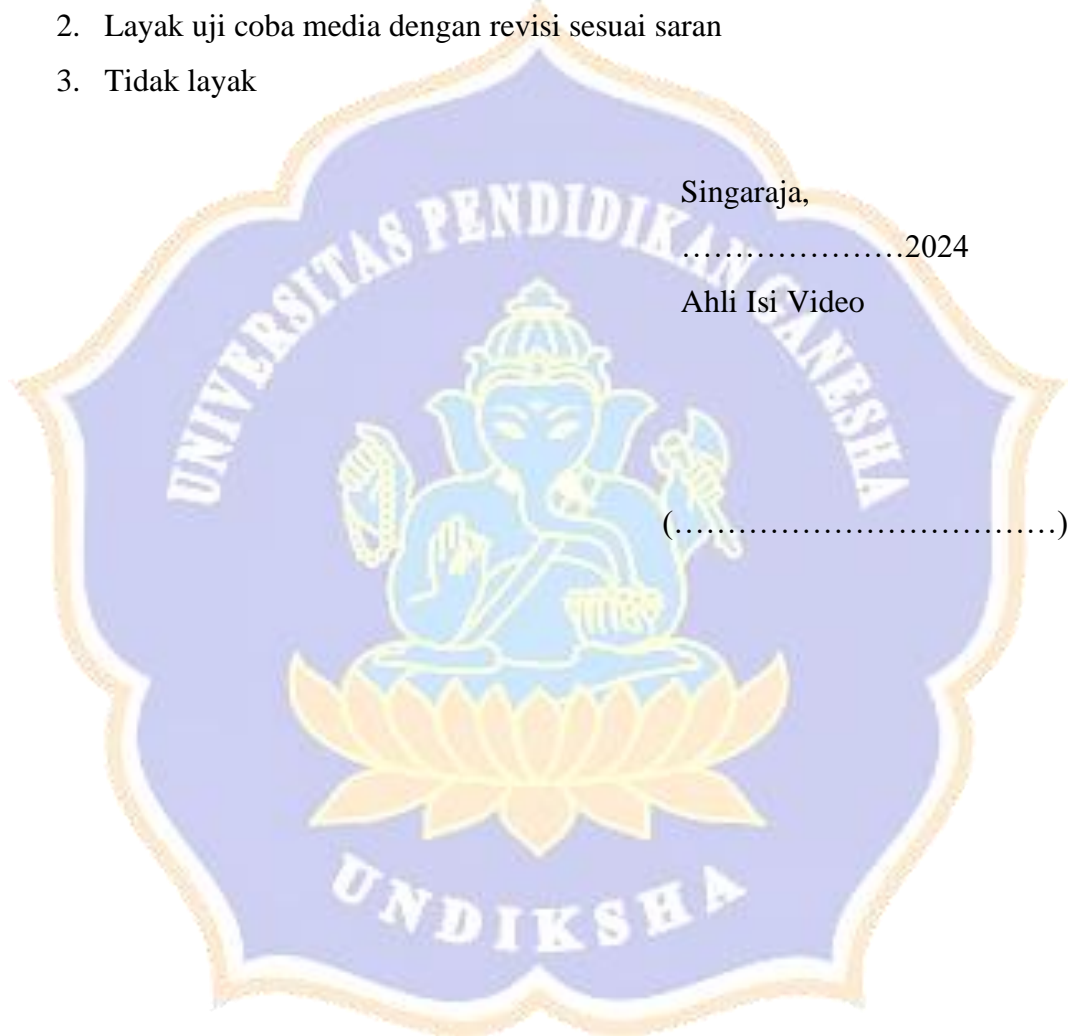 2. Layak uji coba media dengan revisi sesuai saran
3. Tidak layak
Singaraja,
…………………2024
Ahli Isi Video
(………………………………)
UNIVERSITAS PENDIDIKAN GANESHA
UNDIKSHA